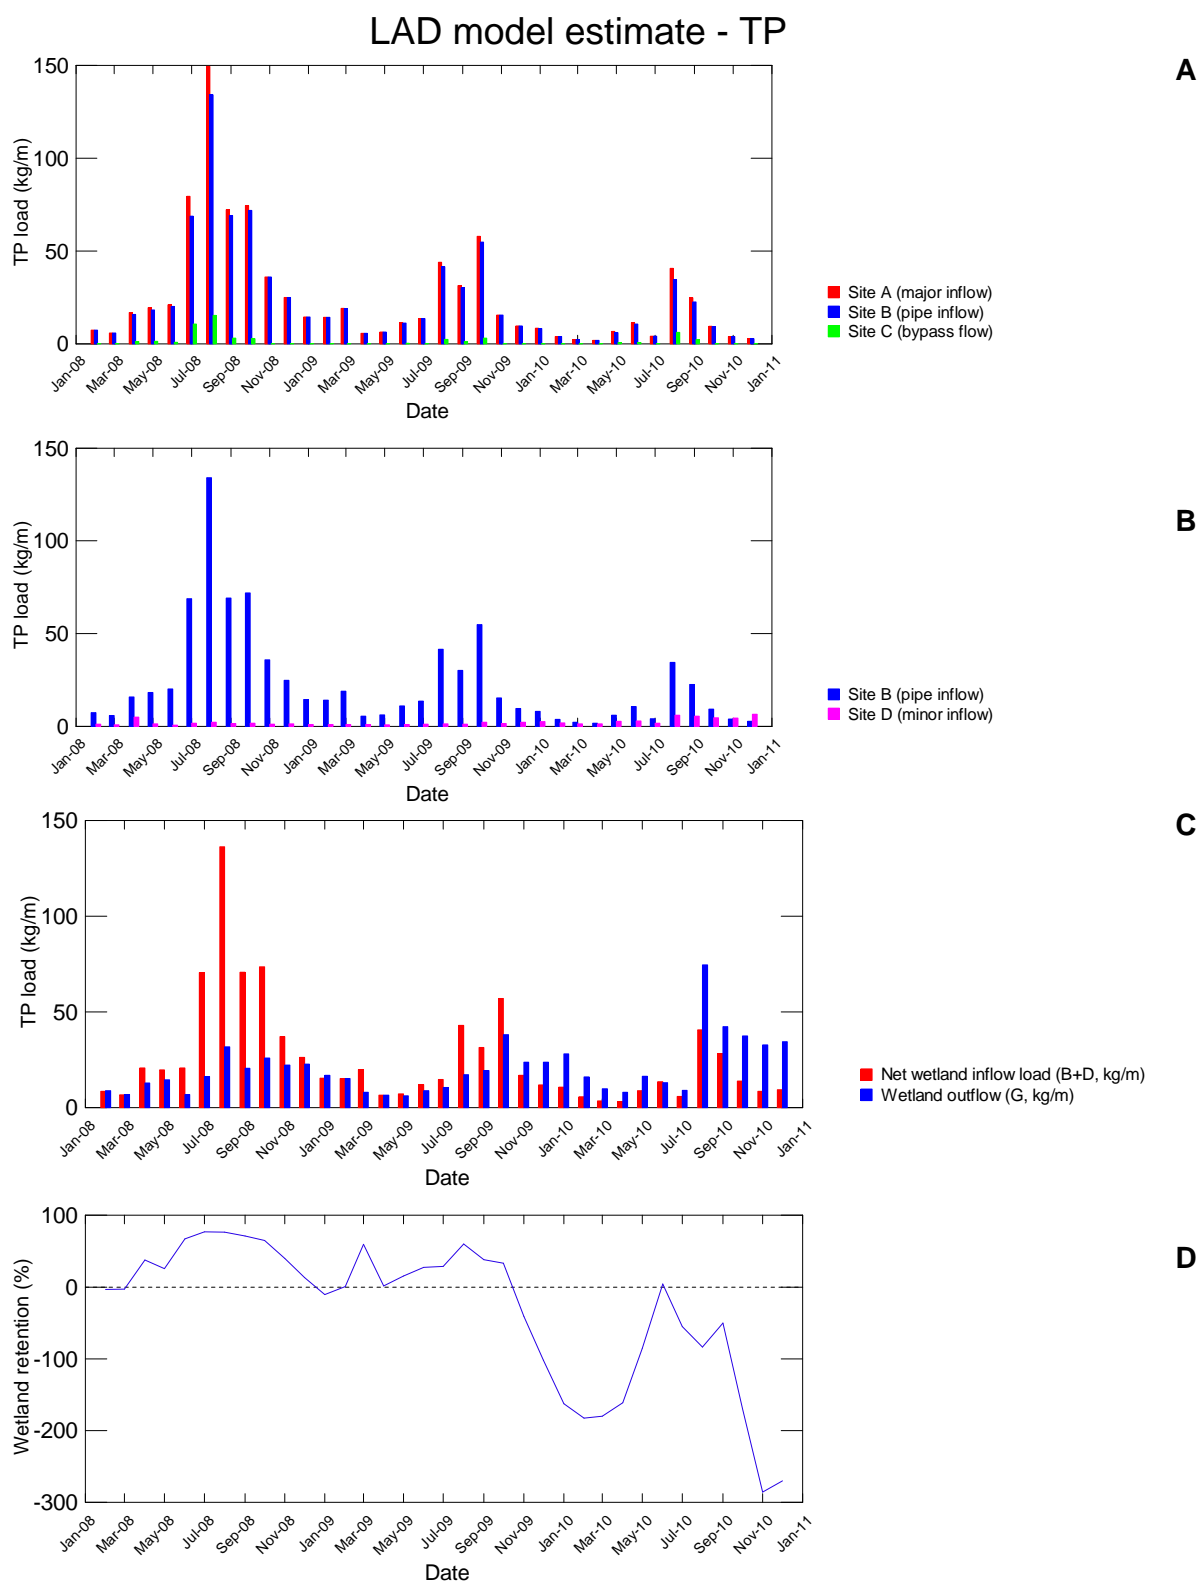 LAD model estimate - TP
A
TP load (kg/m)
150
100
50
0
Jan-08
Mar-08
May-08
Jul-08
Sep-08
Nov-08
Jan-09
Mar-09
May-09
Jul-09
Sep-09
Nov-09
Jan-10
Mar-10
May-10
Jul-10
Sep-10
Nov-10
Jan-11
Date
Site A (major inflow)
Site B (pipe inflow)
Site C (bypass flow)
B
TP load (kg/m)
150
100
50
0
Jan-08
Mar-08
May-08
Jul-08
Sep-08
Nov-08
Jan-09
Mar-09
May-09
Jul-09
Sep-09
Nov-09
Jan-10
Mar-10
May-10
Jul-10
Sep-10
Nov-10
Jan-11
Date
Site B (pipe inflow)
Site D (minor inflow)
C
TP load (kg/m)
150
100
50
0
Jan-08
Mar-08
May-08
Jul-08
Sep-08
Nov-08
Jan-09
Mar-09
May-09
Jul-09
Sep-09
Nov-09
Jan-10
Mar-10
May-10
Jul-10
Sep-10
Nov-10
Jan-11
Date
Net wetland inflow load (B+D, kg/m)
Wetland outflow (G, kg/m)
D
Wetland retention (%)
100
0
-100
-200
-300
Jan-08
Mar-08
May-08
Jul-08
Sep-08
Nov-08
Jan-09
Mar-09
May-09
Jul-09
Sep-09
Nov-09
Jan-10
Mar-10
May-10
Jul-10
Sep-10
Nov-10
Jan-11
Date